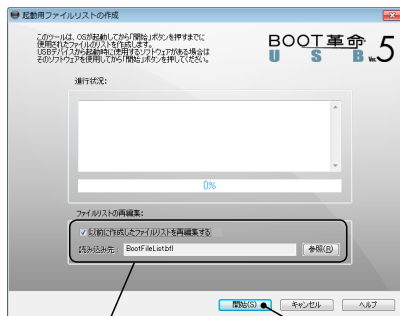 起動用ファイルリストの作成
このツールは、OSが起動してから「開始」ボタンを押すまでに
使用されたファイルのリストを作成します。
USBデバイスから起動時に使用するソフトウェアがある場合は
そのソフトウェアを使用してから「開始」ボタンを押してください。
BOOT革命
USB Ver.5
進行状況:
0%
ファイルリストの再編集:
以前に作成したファイルリストを再編集する
読み込み先: BootFileList.bfl 参照(R)
開始(S) キャンセル ヘルプ